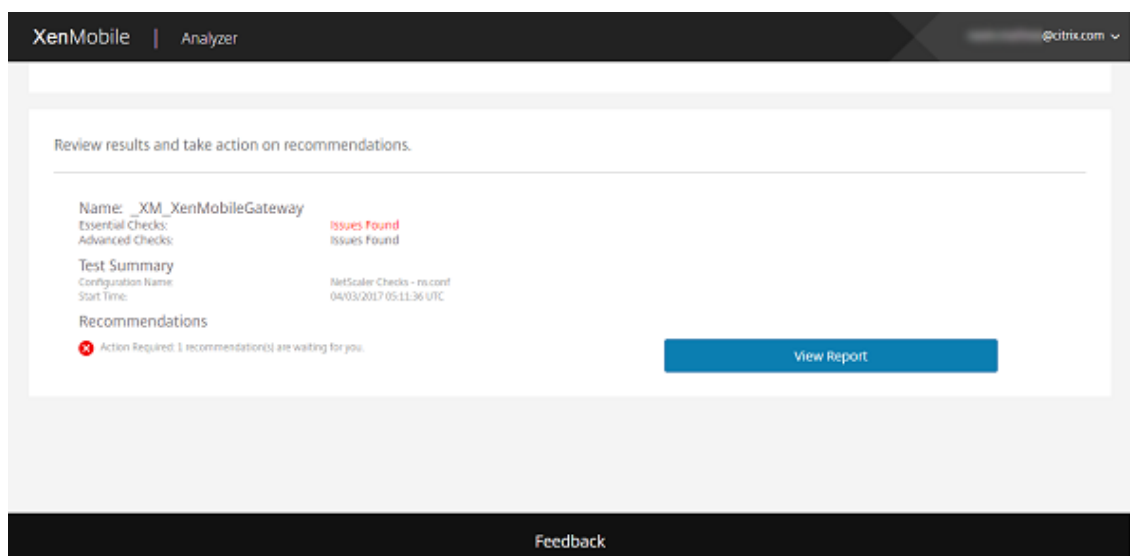 XenMobile | Analyzer
@citrix.com
Review results and take action on recommendations.
Name: _XM_XenMobileGateway
Essential Checks: Issues Found
Advanced Checks: Issues Found
Test Summary
Configuration Name: NetScaler Checks - ns.conf
Start Time: 04/03/2017 05:11:36 UTC
Recommendations
Action Required: 1 recommendation(s) are waiting for you.
View Report
Feedback